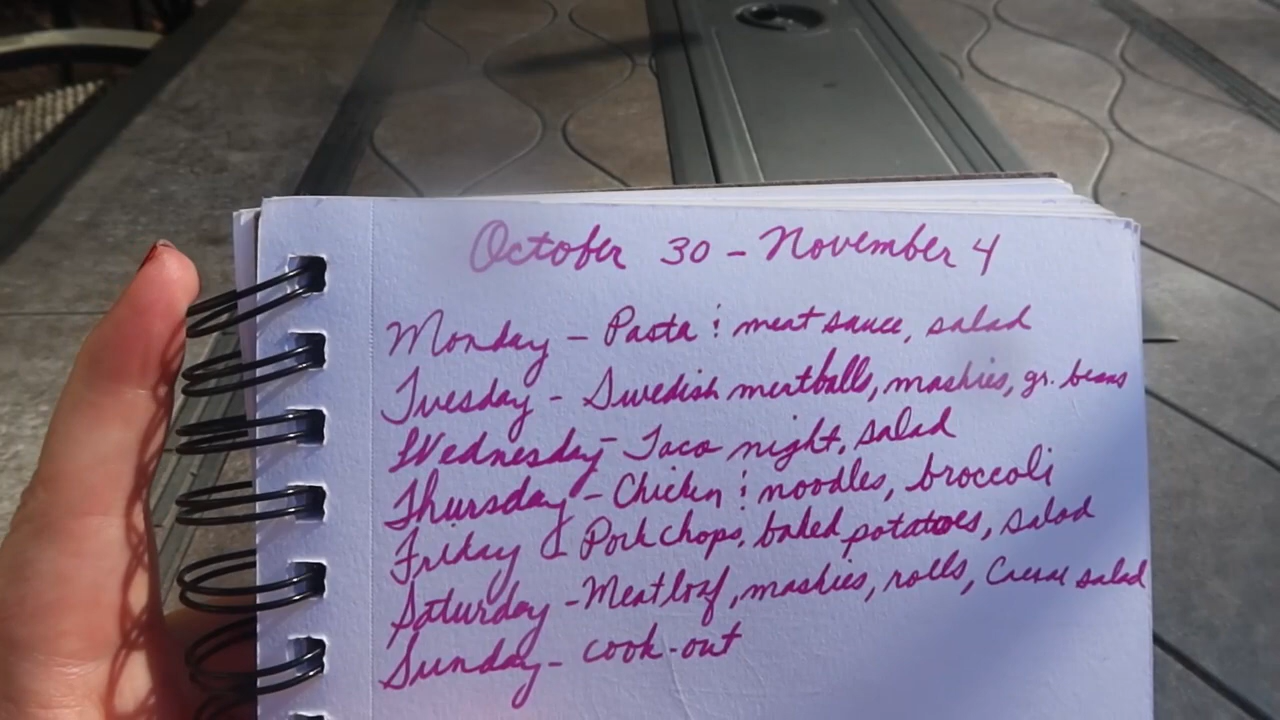 October 30 - November 4
Monday - Pasta & meat sauce, salad
Tuesday - Swedish meatballs, mashies, gr. beans
Wednesday - Taco night, salad
Thursday - Chicken & noodles, broccoli
Friday - Pork chops, baked potatoes, salad
Saturday - Meatloaf, mashies, rolls, Caesar salad
Sunday - cook-out